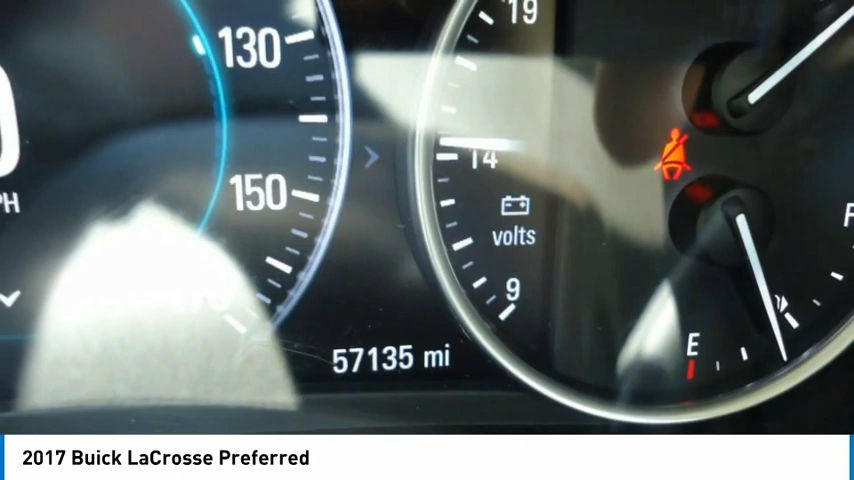 130
150
PH
19
14
volts
9
57135 mi
E
F
2017 Buick LaCrosse Preferred